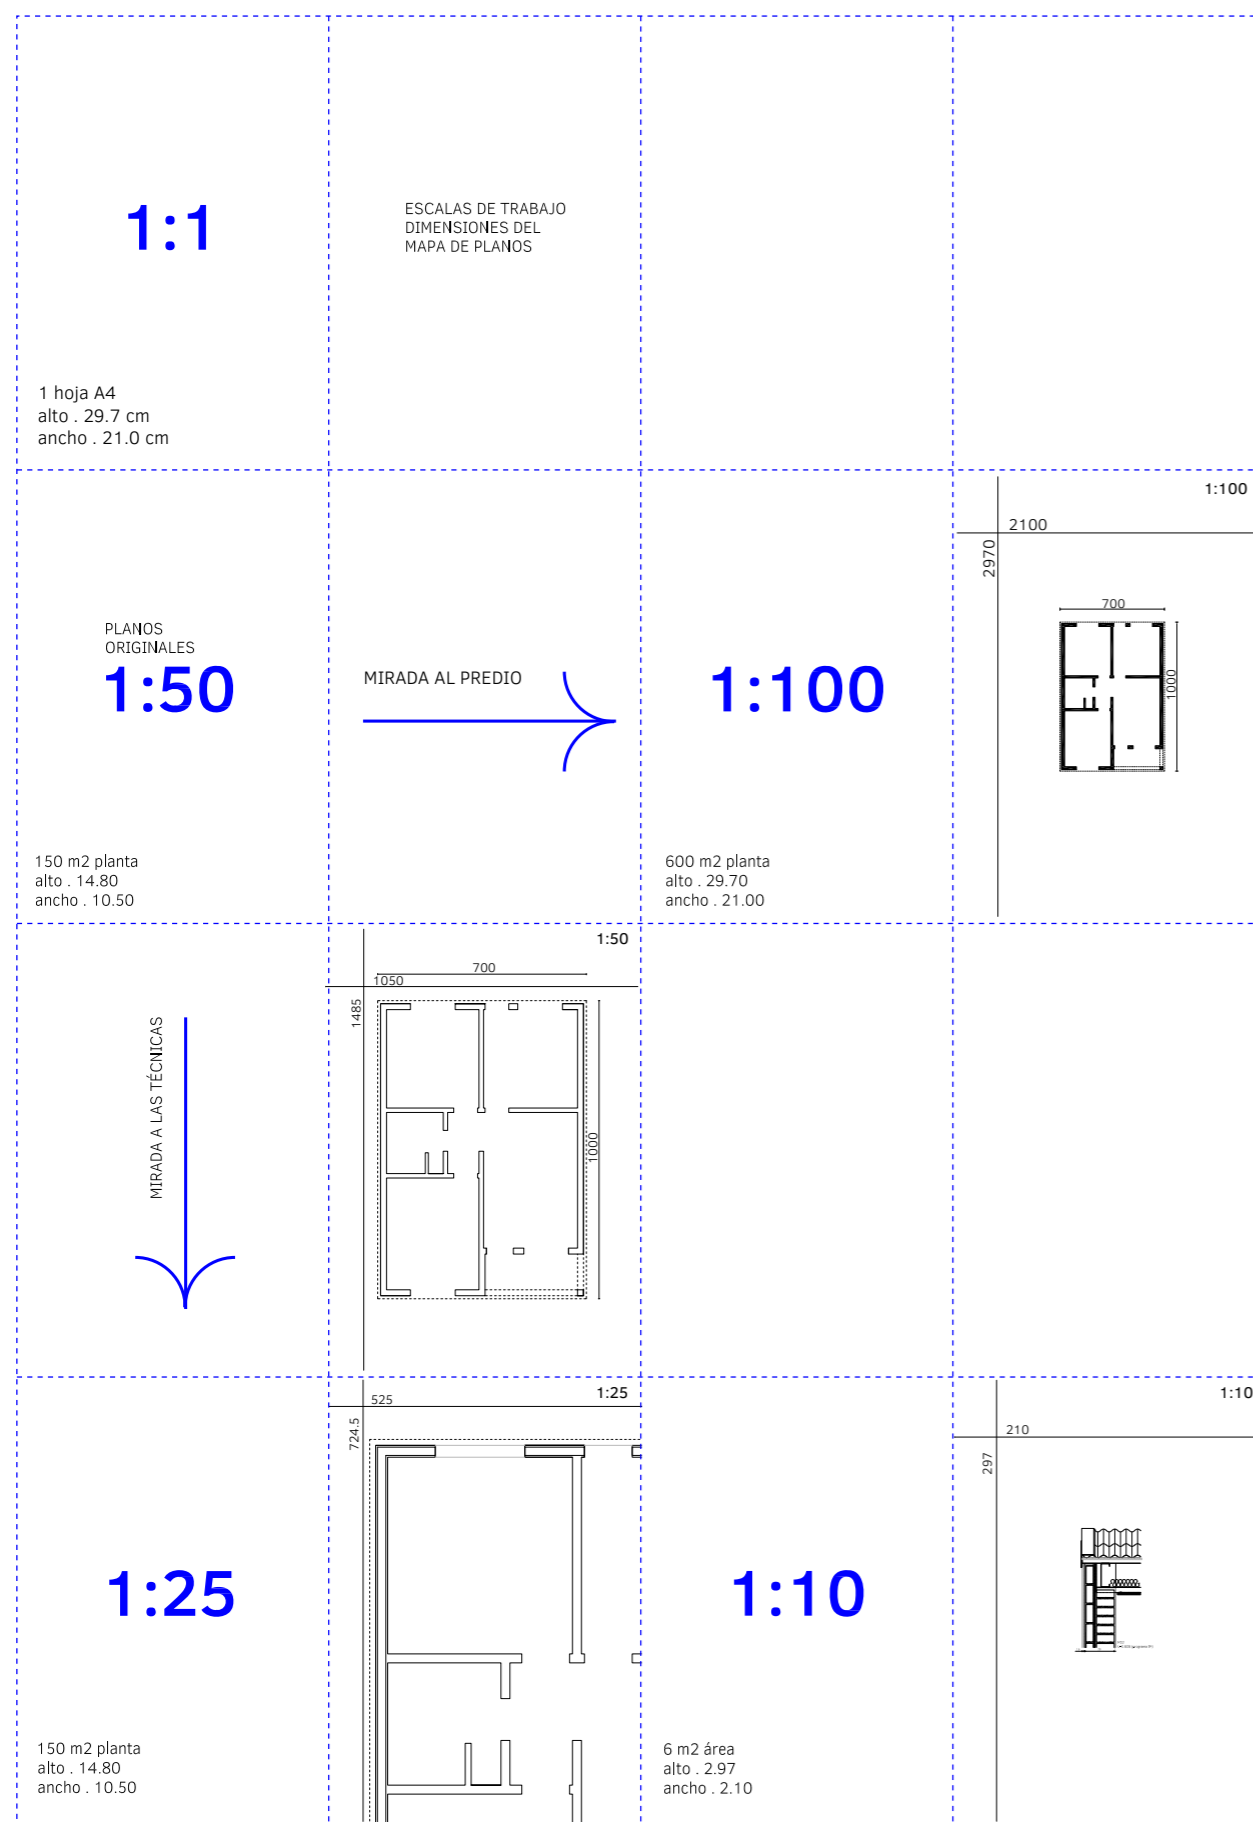 1:1
ESCALAS DE TRABAJO
DIMENSIONES DEL
MAPA DE PLANOS
1 hoja A4
alto . 29.7 cm
ancho . 21.0 cm
PLANOS
ORIGINALES
1:50
150 m2 planta
alto . 14.80
ancho . 10.50
MIRADA AL PREDIO
1:100
600 m2 planta
alto . 29.70
ancho . 21.00
1:100
2100
2970
700
1000
MIRADA A LAS TÉCNICAS
1:50
700
1050
1485
1000
1:25
150 m2 planta
alto . 14.80
ancho . 10.50
1:25
525
724.5
1:10
6 m2 área
alto . 2.97
ancho . 2.10
1:10
210
297